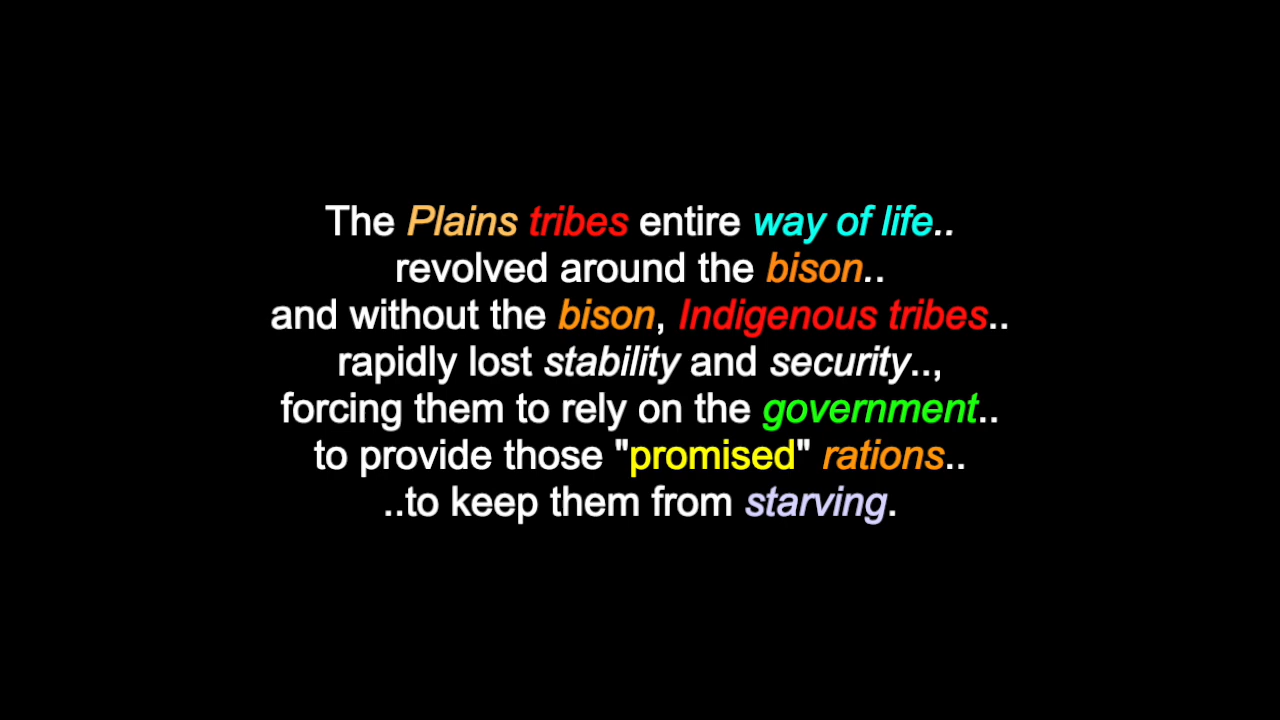 The Plains tribes entire way of life..
revolved around the bison..
and without the bison, Indigenous tribes..
rapidly lost stability and security..,
forcing them to rely on the government..
to provide those "promised" rations..
..to keep them from starving.